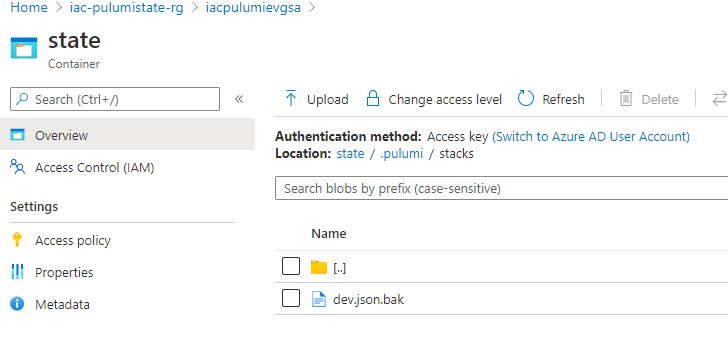 Home > iac-pulumistate-rg > iacpulumievgsa >
state
Container
Search (Ctrl+/) «
Overview
Access Control (IAM)
Settings
Access policy
Properties
Metadata
Upload Change access level Refresh Delete
Authentication method: Access key (Switch to Azure AD User Account)
Location: state / .pulumi / stacks
Search blobs by prefix (case-sensitive)
Name
[..]
dev.json.bak